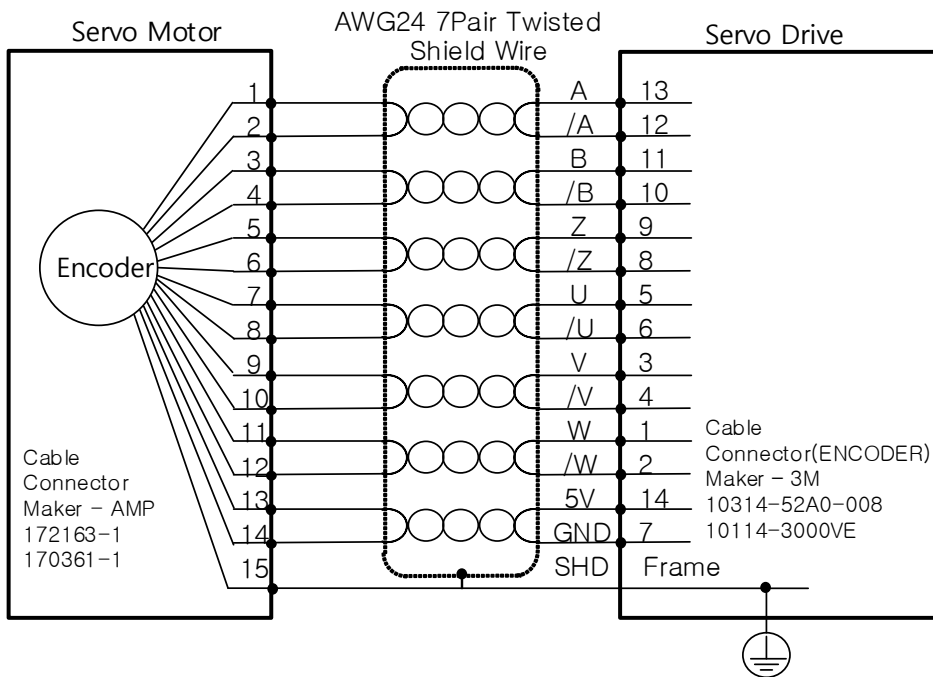 Servo Motor
AWG24 7Pair Twisted
Shield Wire
Servo Drive
1 A 13
2 /A 12
3 B 11
4 /B 10
5 Z 9
Encoder
6 /Z 8
7 U 5
8 /U 6
9 V 3
10 /V 4
11 W 1
12 /W 2
13 5V 14
14 GND 7
15 SHD Frame
Cable
Connector
Maker - AMP
172163-1
170361-1
Cable
Connector(ENCODER)
Maker - 3M
10314-52A0-008
10114-3000VE